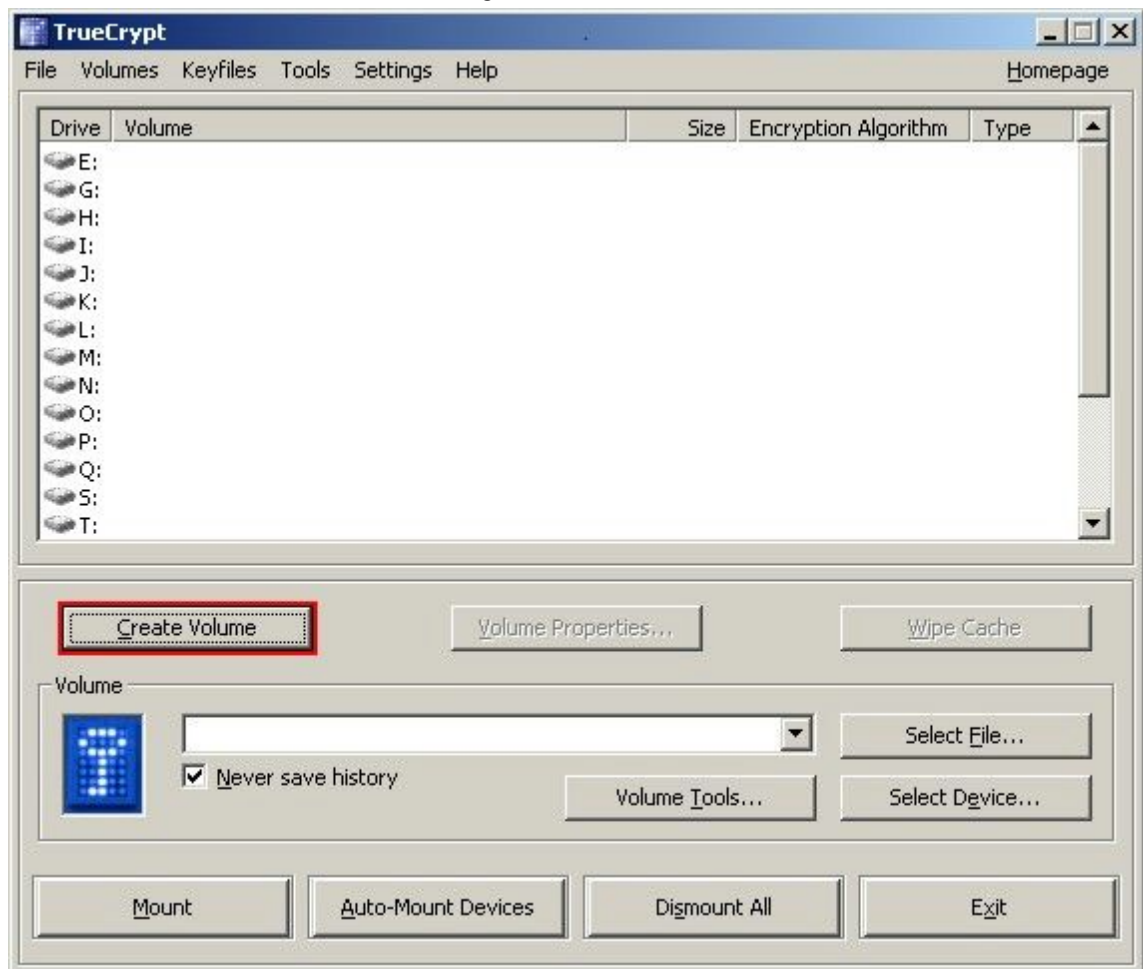 TrueCrypt
File Volumes Keyfiles Tools Settings Help Homepage
Drive Volume Size Encryption Algorithm Type
E:
G:
H:
I:
J:
K:
L:
M:
N:
O:
P:
Q:
S:
T:
Create Volume Volume Properties... Wipe Cache
Volume
Select File...
Never save history
Volume Tools... Select Device...
Mount Auto-Mount Devices Dismount All Exit